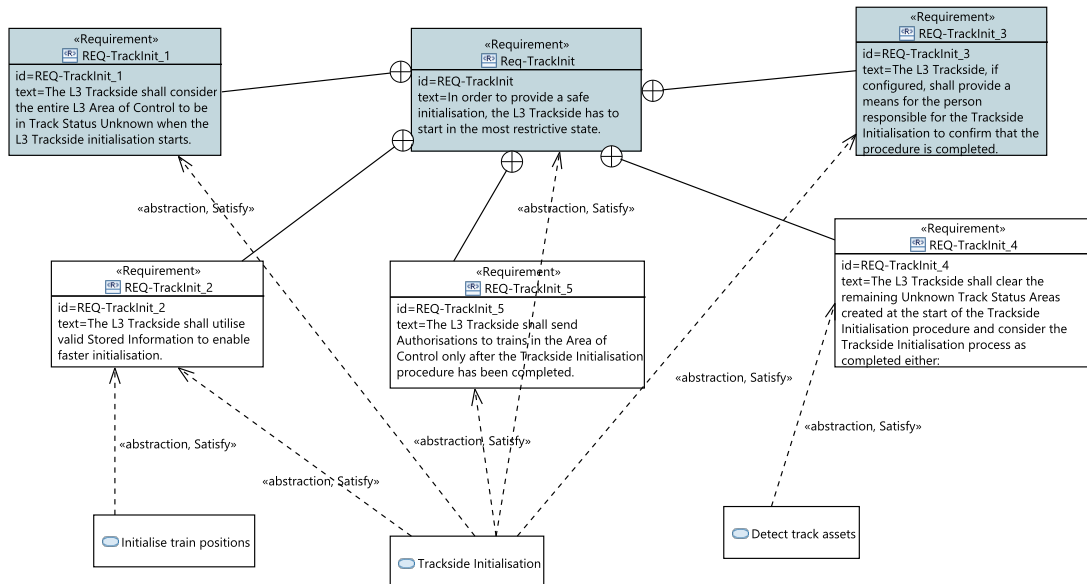 «Requirement»
REQ-TrackInit_1
id=REQ-TrackInit_1
text=The L3 Trackside shall consider
the entire L3 Area of Control to be
in Track Status Unknown when the
L3 Trackside initialisation starts.
«Requirement»
Req-TrackInit
id=REQ-TrackInit
text=In order to provide a safe
initialisation, the L3 Trackside has to
start in the most restrictive state.
«Requirement»
REQ-TrackInit_3
id=REQ-TrackInit_3
text=The L3 Trackside, if
configured, shall provide a
means for the person
responsible for the Trackside
Initialisation to confirm that the
procedure is completed.
«abstraction, Satisfy»
«abstraction, Satisfy»
«Requirement»
REQ-TrackInit_2
id=REQ-TrackInit_2
text=The L3 Trackside shall utilise
valid Stored Information to enable
faster initialisation.
«Requirement»
REQ-TrackInit_5
id=REQ-TrackInit_5
text=The L3 Trackside shall send
Authorisations to trains in the Area of
Control only after the Trackside Initialisation
procedure has been completed.
«Requirement»
REQ-TrackInit_4
id=REQ-TrackInit_4
text=The L3 Trackside shall clear the
remaining Unknown Track Status Areas
created at the start of the Trackside
Initialisation procedure and consider the
Trackside Initialisation process as
completed either:
«abstraction, Satisfy»
«abstraction, Satisfy»
«abstraction, Satisfy»
«abstraction, Satisfy»
«abstraction, Satisfy»
Initialise train positions
Trackside Initialisation
Detect track assets